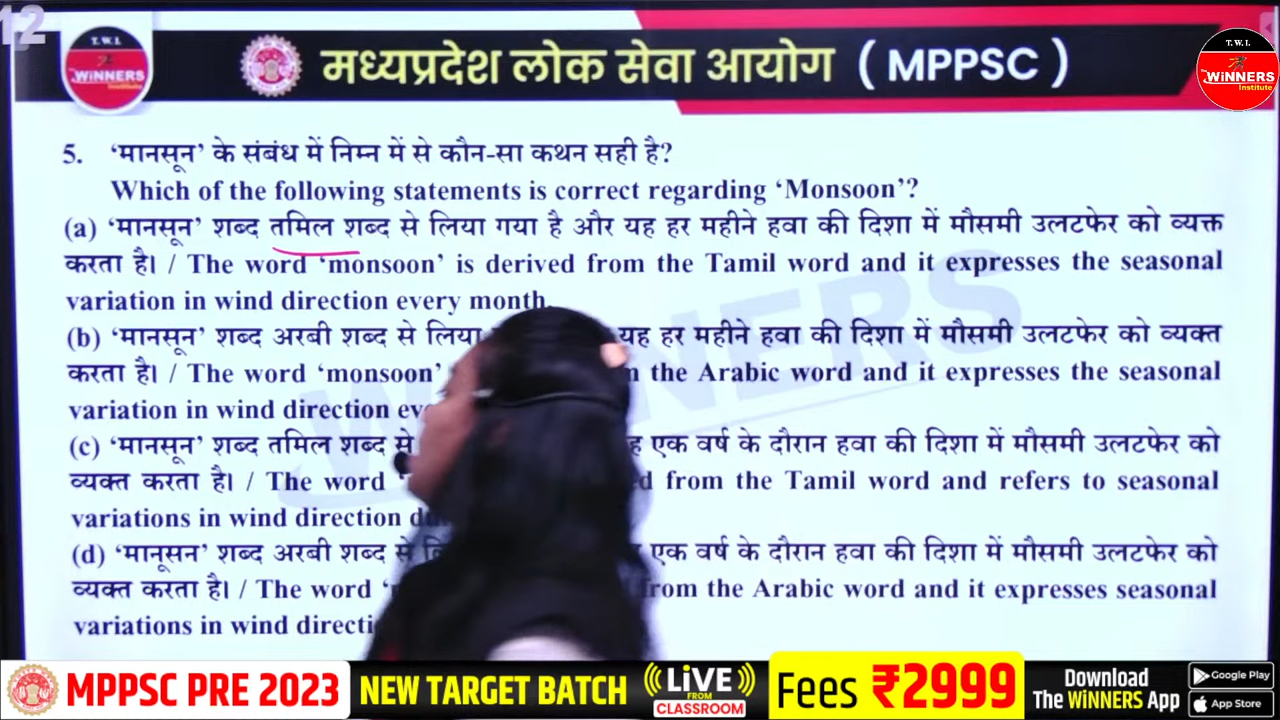 12
T.W.I.
WiNNERS
Institute
मध्यप्रदेश लोक सेवा आयोग ( MPPSC )
T.W.I.
WiNNERS
Institute
5. ‘मानसून’ के संबंध में निम्न में से कौन-सा कथन सही है?
Which of the following statements is correct regarding ‘Monsoon’?
(a) ‘मानसून’ शब्द तमिल शब्द से लिया गया है और यह हर महीने हवा की दिशा में मौसमी उलटफेर को व्यक्त
करता है। / The word ‘monsoon’ is derived from the Tamil word and it expresses the seasonal
variation in wind direction every month.
(b) ‘मानसून’ शब्द अरबी शब्द से लिया यह हर महीने हवा की दिशा में मौसमी उलटफेर को व्यक्त
करता है। / The word ‘monsoon’ the Arabic word and it expresses the seasonal
variation in wind direction
(c) ‘मानसून’ शब्द तमिल शब्द से एक वर्ष के दौरान हवा की दिशा में मौसमी उलटफेर को
व्यक्त करता है। / The word from the Tamil word and refers to seasonal
variations in wind direction
(d) ‘मानूसन’ शब्द अरबी शब्द से एक वर्ष के दौरान हवा की दिशा में मौसमी उलटफेर को
व्यक्त करता है। / The word from the Arabic word and it expresses seasonal
variations in wind
WINNERS
MPPSC PRE 2023
NEW TARGET BATCH
LiVE
FROM
CLASSROOM
Fees ₹2999
Download
The WiNNERS App
Google Play
App Store